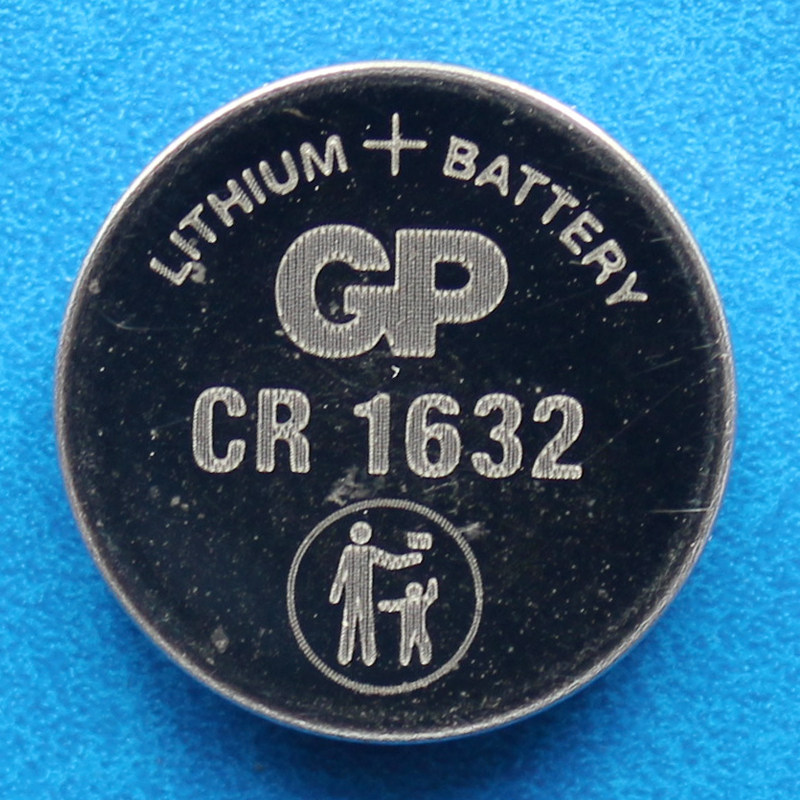 LITHIUM + BATTERY
GP
CR 1632